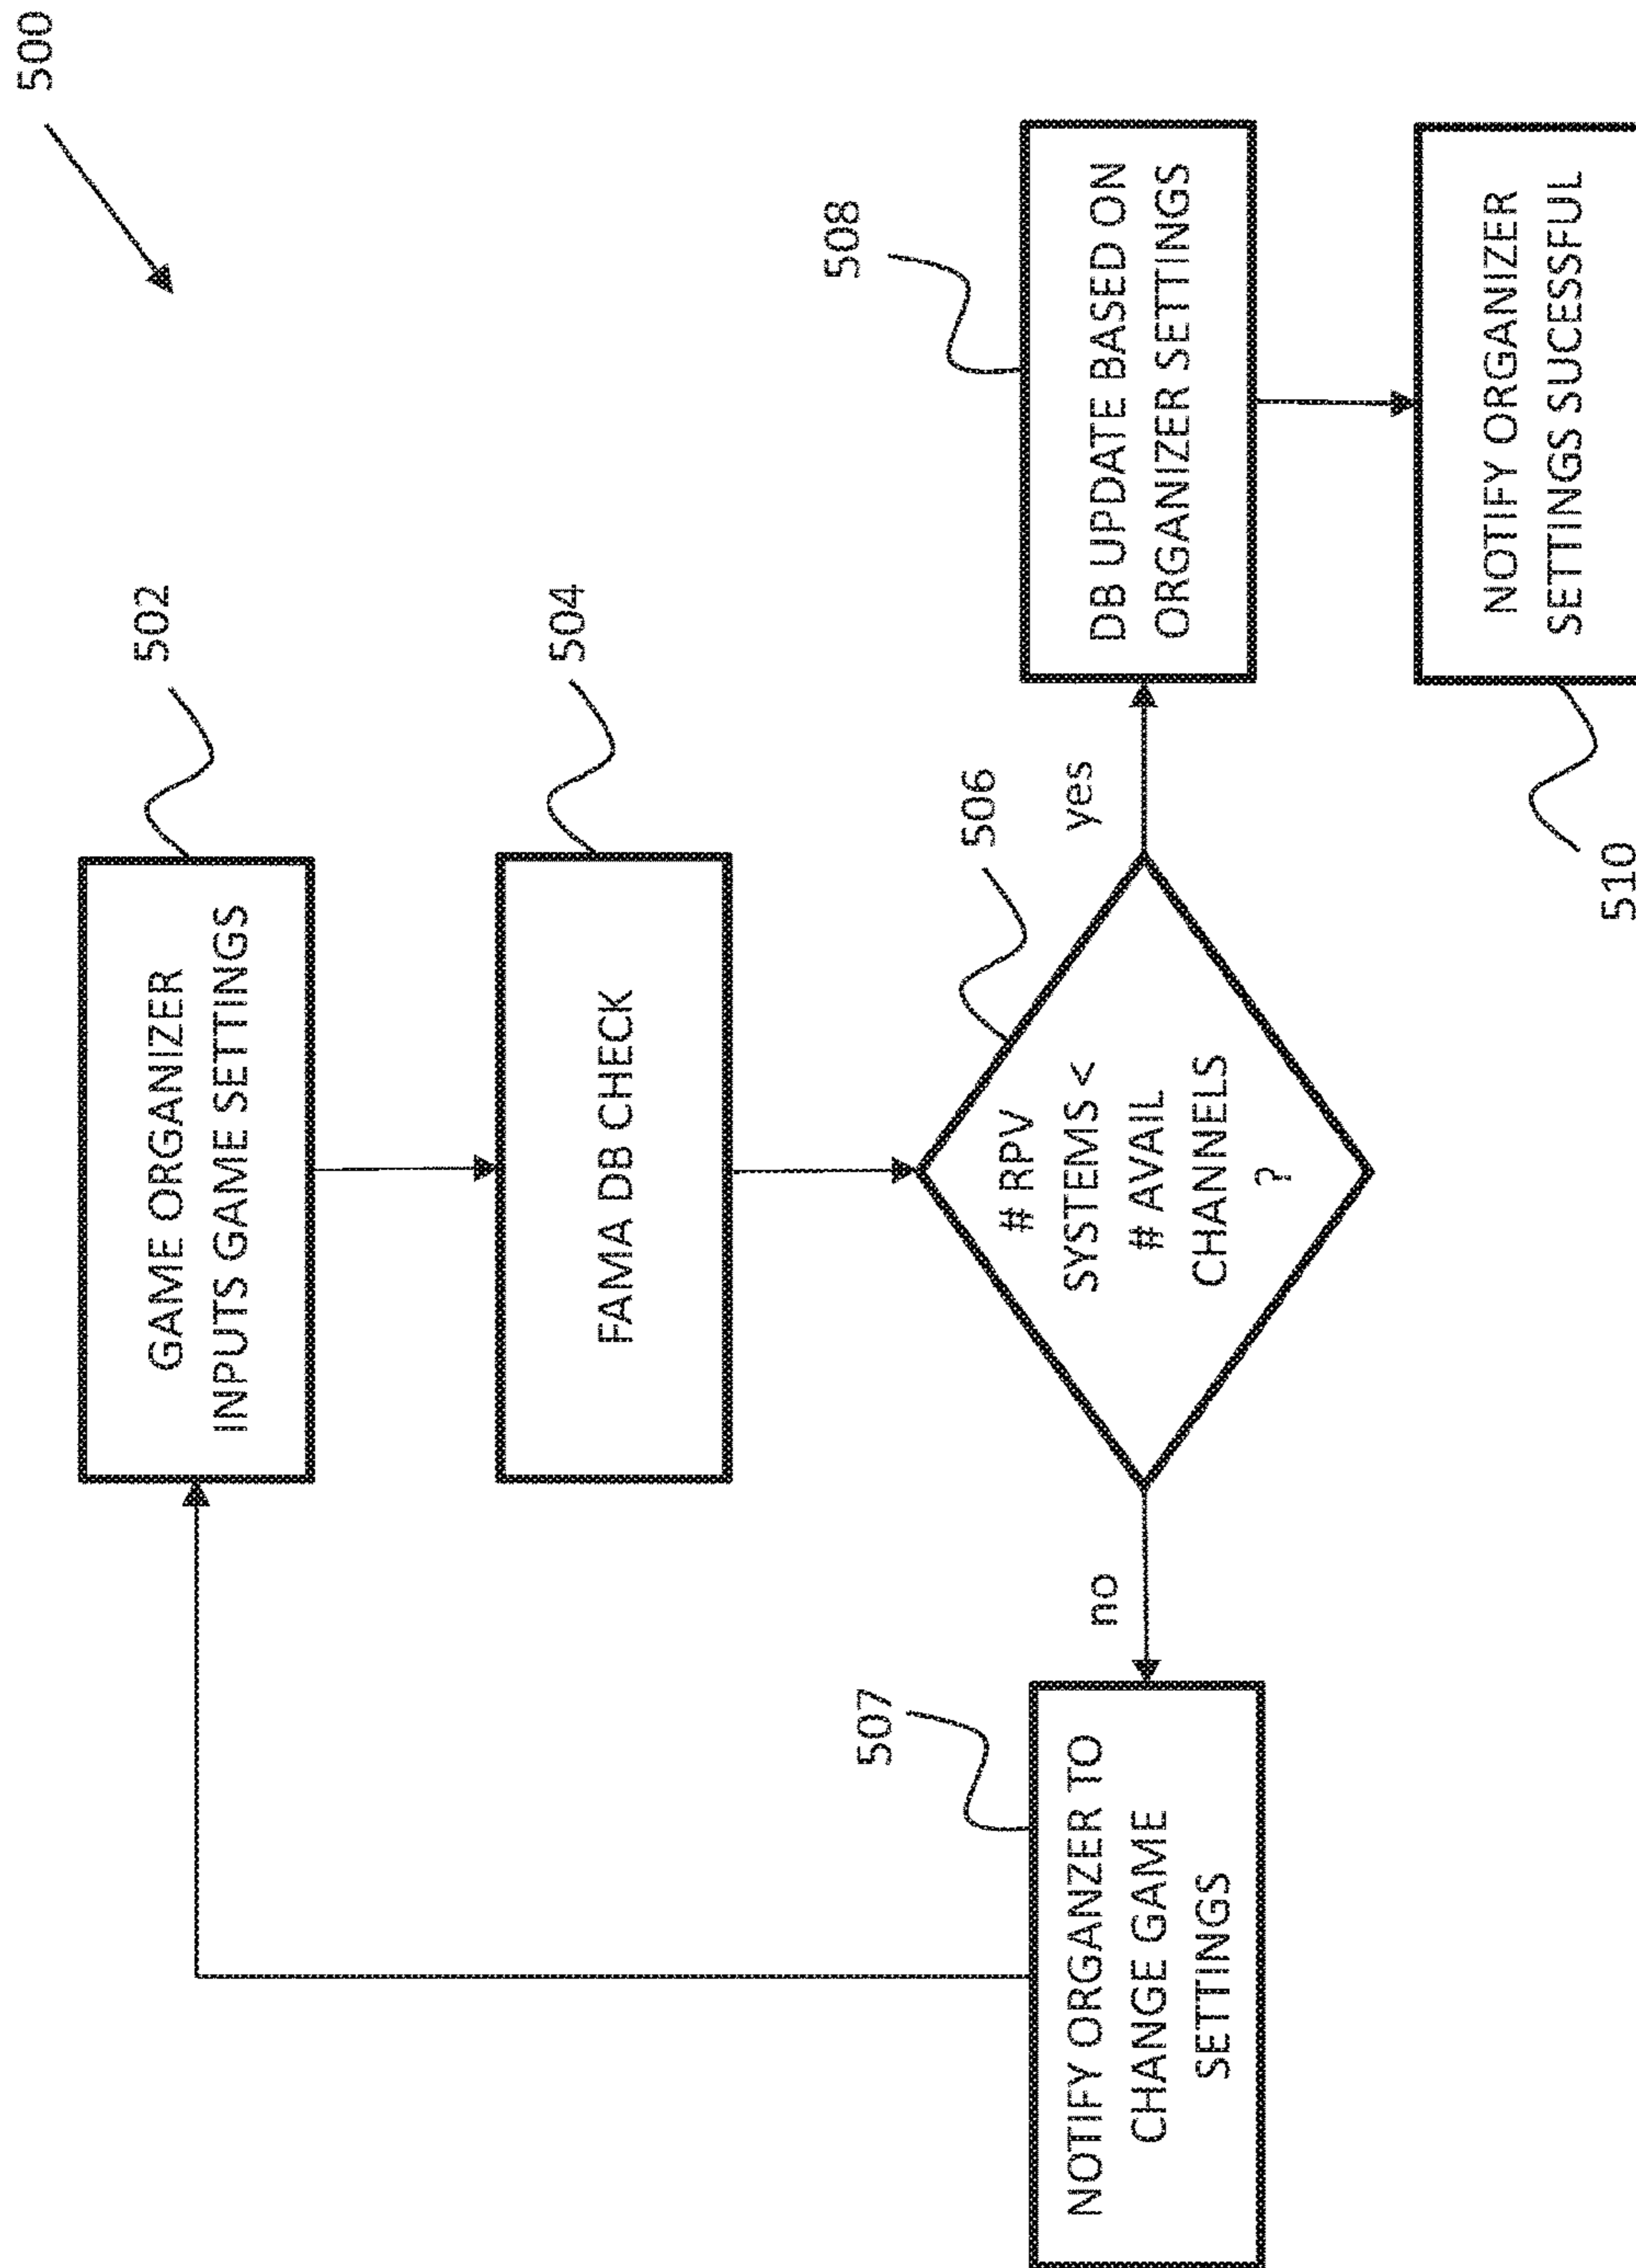 500
502
GAME ORGANIZER
INPUTS GAME SETTINGS
504
FAMA DB CHECK
506
# RPV
SYSTEMS <
# AVAIL
CHANNELS
?
no
yes
507
NOTIFY ORGANZER TO
CHANGE GAME
SETTINGS
508
DB UPDATE BASED ON
ORGANIZER SETTINGS
NOTIFY ORGANIZER
SETTINGS SUCESSFUL
510